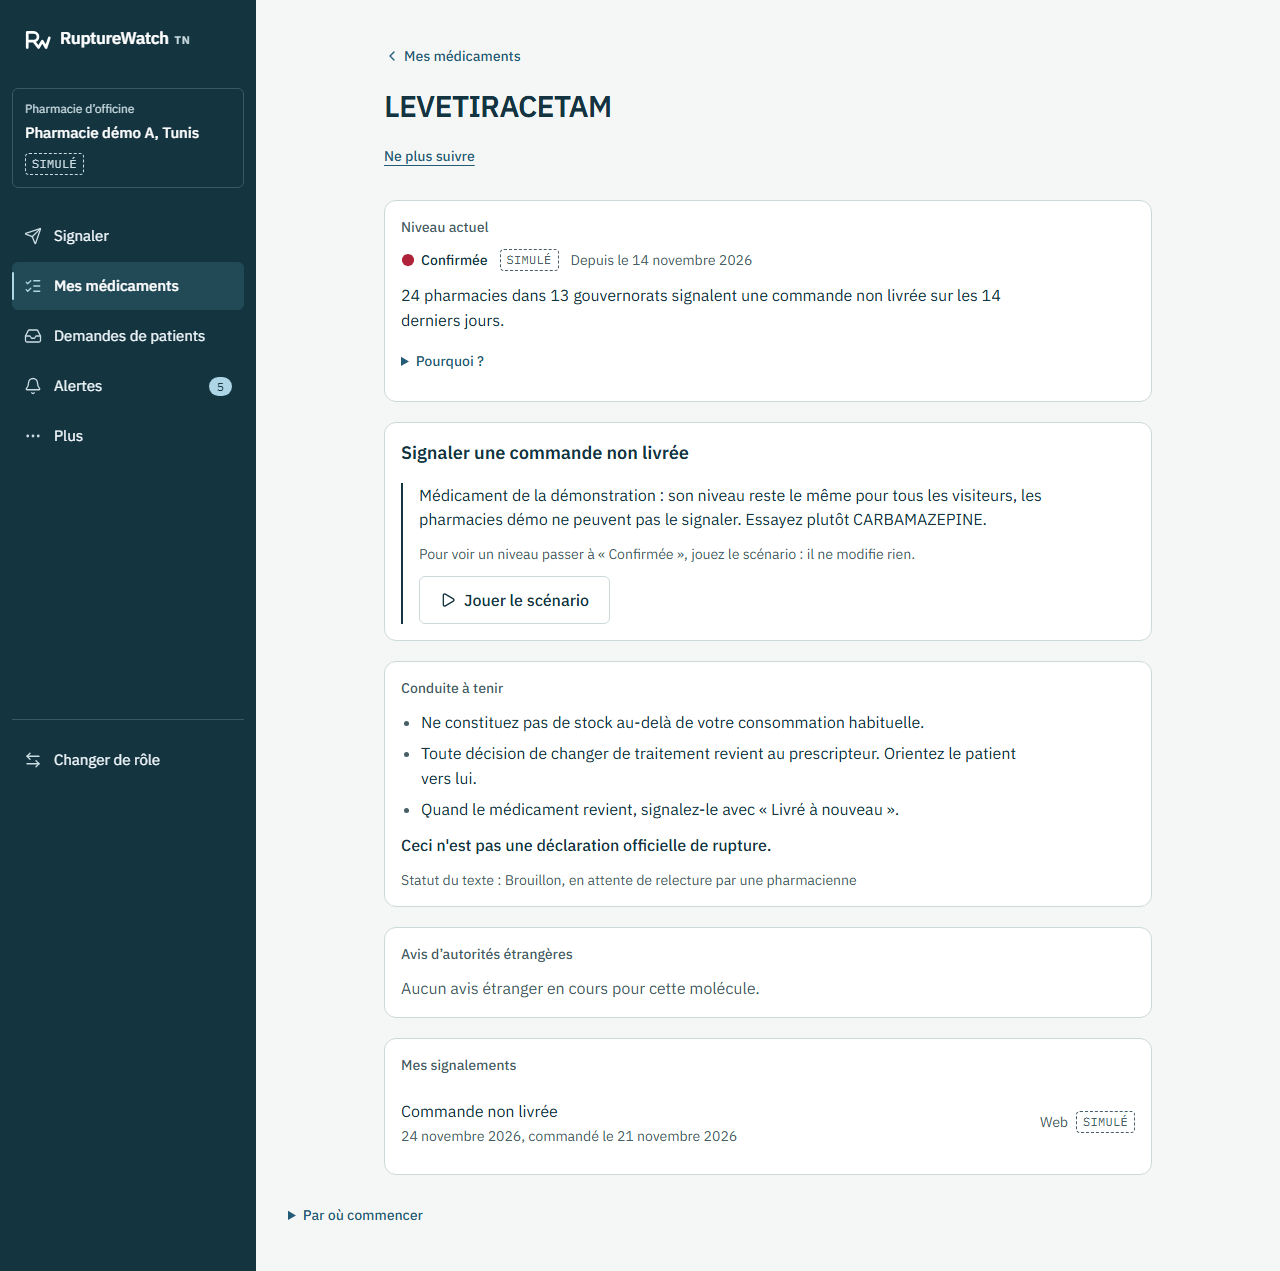 RuptureWatch TN
Pharmacie d’officine
Pharmacie démo A, Tunis
SIMULÉ
Signaler
Mes médicaments
Demandes de patients
Alertes 5
Plus
Changer de rôle
Mes médicaments
LEVETIRACETAM
Ne plus suivre
Niveau actuel
Confirmée SIMULÉ Depuis le 14 novembre 2026
24 pharmacies dans 13 gouvernorats signalent une commande non livrée sur les 14
derniers jours.
Pourquoi ?
Signaler une commande non livrée
Médicament de la démonstration : son niveau reste le même pour tous les visiteurs, les
pharmacies démo ne peuvent pas le signaler. Essayez plutôt CARBAMAZEPINE.
Pour voir un niveau passer à « Confirmée », jouez le scénario : il ne modifie rien.
Jouer le scénario
Conduite à tenir
Ne constituez pas de stock au-delà de votre consommation habituelle.
Toute décision de changer de traitement revient au prescripteur. Orientez le patient
vers lui.
Quand le médicament revient, signalez-le avec « Livré à nouveau ».
Ceci n'est pas une déclaration officielle de rupture.
Statut du texte : Brouillon, en attente de relecture par une pharmacienne
Avis d’autorités étrangères
Aucun avis étranger en cours pour cette molécule.
Mes signalements
Commande non livrée
24 novembre 2026, commandé le 21 novembre 2026
Web SIMULÉ
Par où commencer